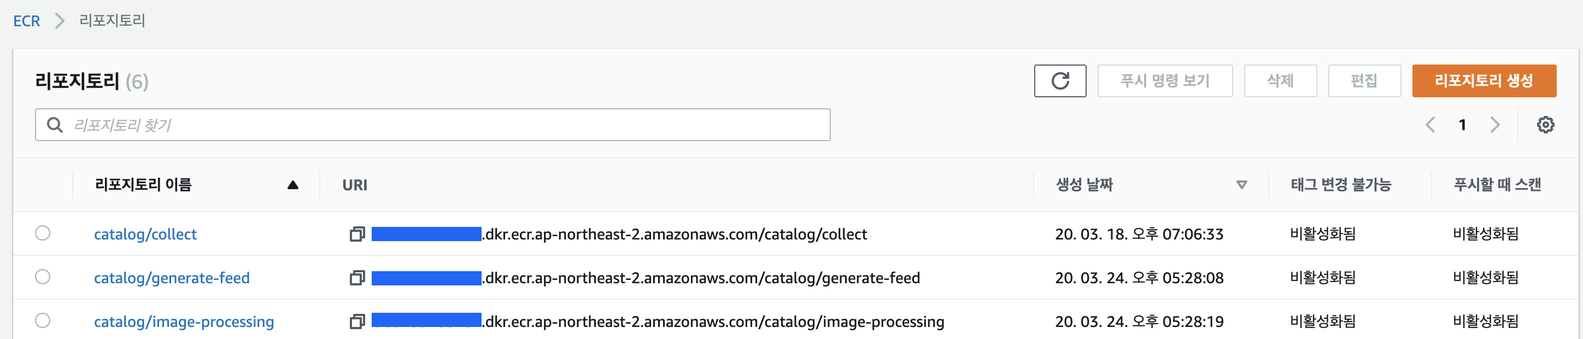 ECR > 리포지토리
리포지토리 (6)
푸시 명령 보기 삭제 편집 리포지토리 생성
리포지토리 찾기
1
리포지토리 이름 URI 생성 날짜 태그 변경 불가능 푸시할 때 스캔
catalog/collect .dkr.ecr.ap-northeast-2.amazonaws.com/catalog/collect 20. 03. 18. 오후 07:06:33 비활성화됨 비활성화됨
catalog/generate-feed .dkr.ecr.ap-northeast-2.amazonaws.com/catalog/generate-feed 20. 03. 24. 오후 05:28:08 비활성화됨 비활성화됨
catalog/image-processing .dkr.ecr.ap-northeast-2.amazonaws.com/catalog/image-processing 20. 03. 24. 오후 05:28:19 비활성화됨 비활성화됨